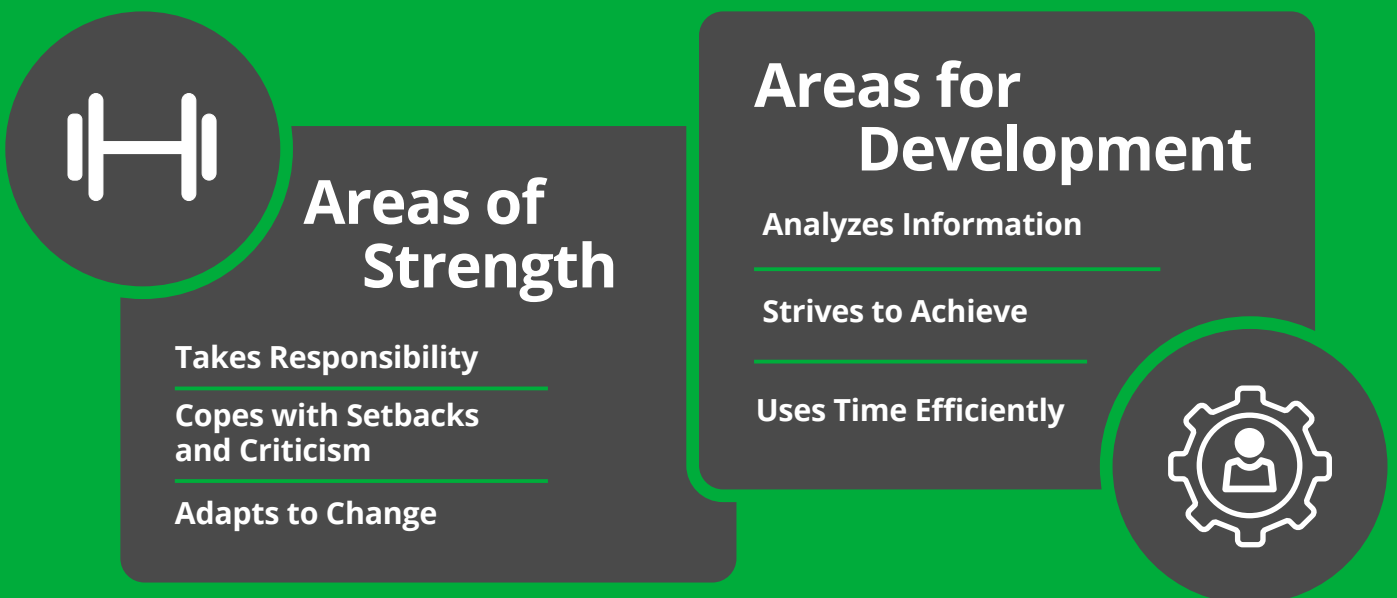 Areas of
Strength
Takes Responsibility
Copes with Setbacks
and Criticism
Adapts to Change
Areas for
Development
Analyzes Information
Strives to Achieve
Uses Time Efficiently